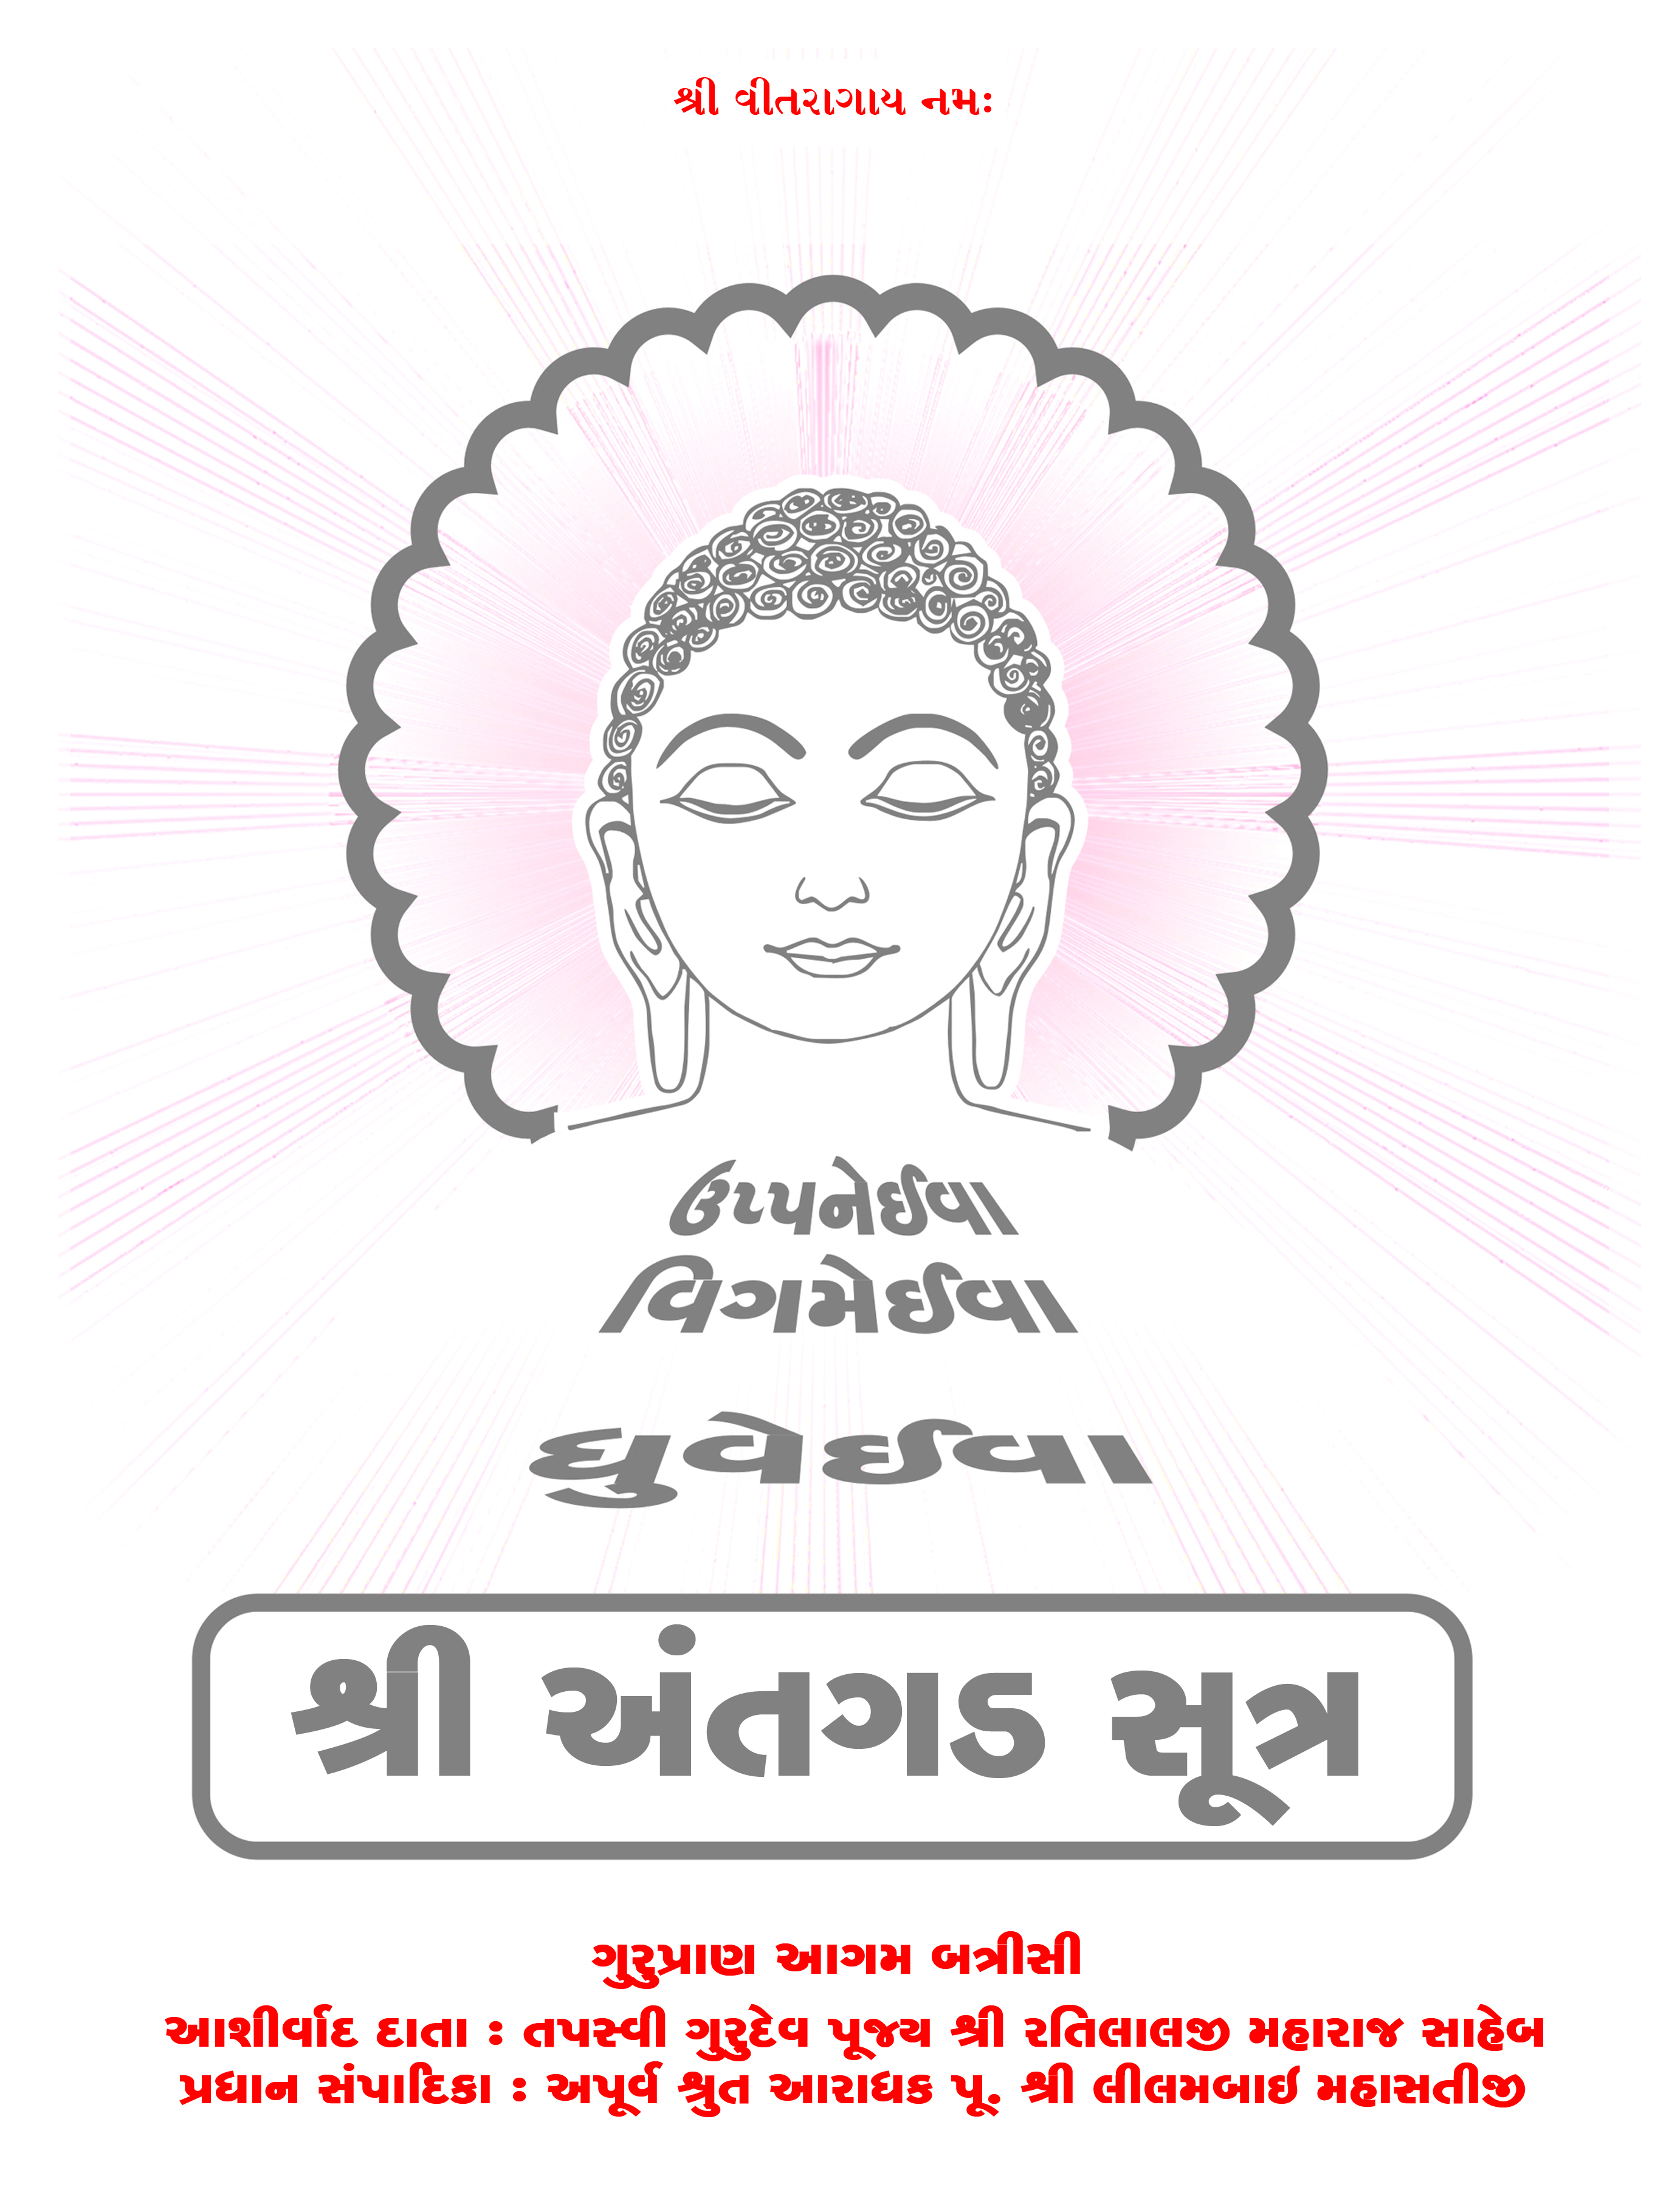 શ્રી વીતરાગાય નમઃ
ઉપ્પનેઈવા
વિગમેઈવા
ધુવેઈવા
શ્રી અંતગડ સૂત્ર
ગુરુપ્રાણ આગમ બત્રીસી
આશીર્વાદ દાતા : તપસ્વી ગુરુદેવ પૂજ્ય શ્રી રતિલાલજી મહારાજ સાહેબ
પ્રધાન સંપાદિકા : અપૂર્વ શ્રુત આરાધક પૂ. શ્રી લીલમબાઇ મહાસતીજી